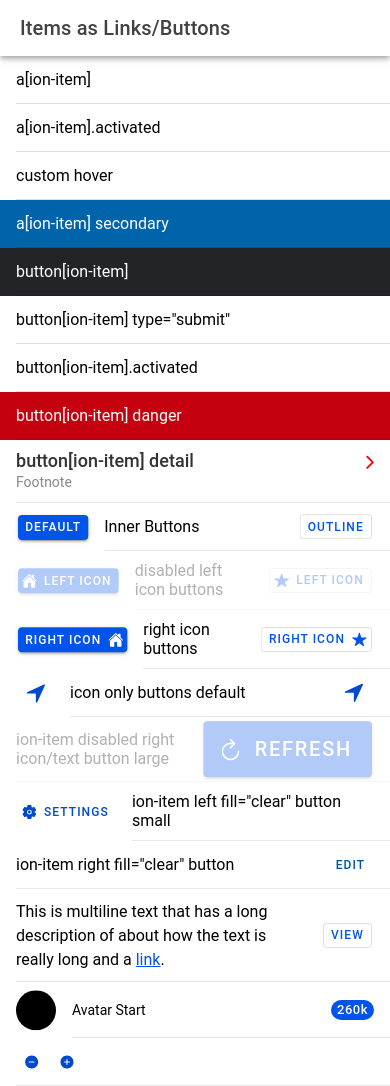 Items as Links/Buttons
a[ion-item]
a[ion-item].activated
custom hover
a[ion-item] secondary
button[ion-item]
button[ion-item] type="submit"
button[ion-item].activated
button[ion-item] danger
button[ion-item] detail
Footnote
DEFAULT Inner Buttons OUTLINE
LEFT ICON disabled left LEFT ICON
icon buttons
RIGHT ICON right icon RIGHT ICON
buttons
icon only buttons default
ion-item disabled right REFRESH
icon/text button large
SETTINGS ion-item left fill="clear" button
small
ion-item right fill="clear" button EDIT
This is multiline text that has a long
description of about how the text is VIEW
really long and a link.
Avatar Start 260k